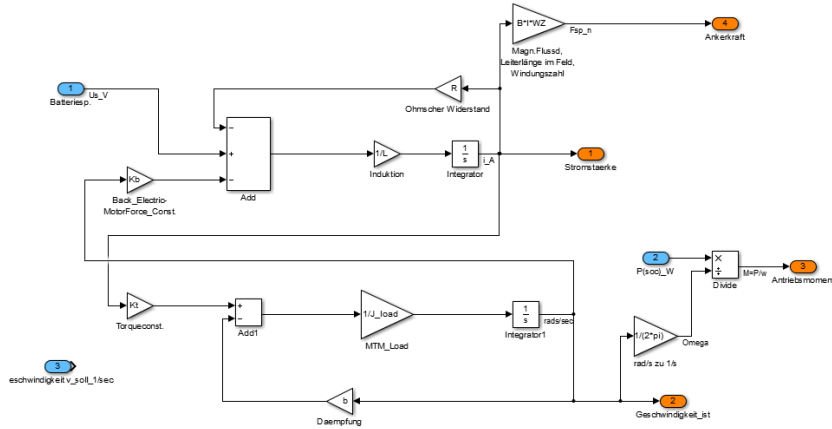 B*I*WZ
4
Fsp_n
Ankerkraft
Magn.Flussd,
Leiterlänge im Feld,
Windungszahl
1
Us_V
Batteriesp.
R
Ohmscher Widerstand
−
+
−
Add
1/L
Induktion
1
s
Integrator
i_A
1
Stromstaerke
Kb
Back_Electric-
MotorForce_Const.
2
P(soc)_W
×
÷
Divide
M=P/w
3
Antriebsmoment
Kt
Torqueconst.
+
−
Add1
1/J_load
MTM_Load
1
s
Integrator1
rads/sec
1/(2*pi)
Omega
rad/s zu 1/s
3
eschwindigkeit v_soll_1/sec
b
Daempfung
2
Geschwindigkeit_ist